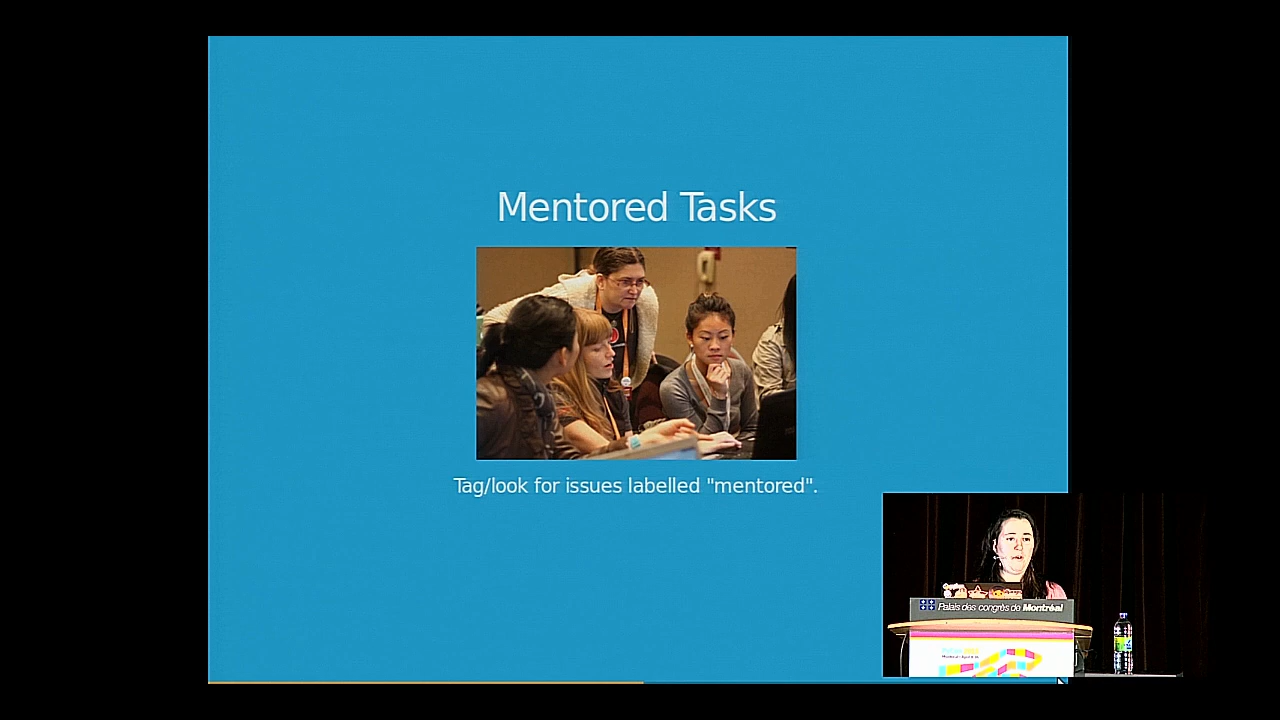 Mentored Tasks
Tag/look for issues labelled "mentored".
Palais des congrès de Montréal